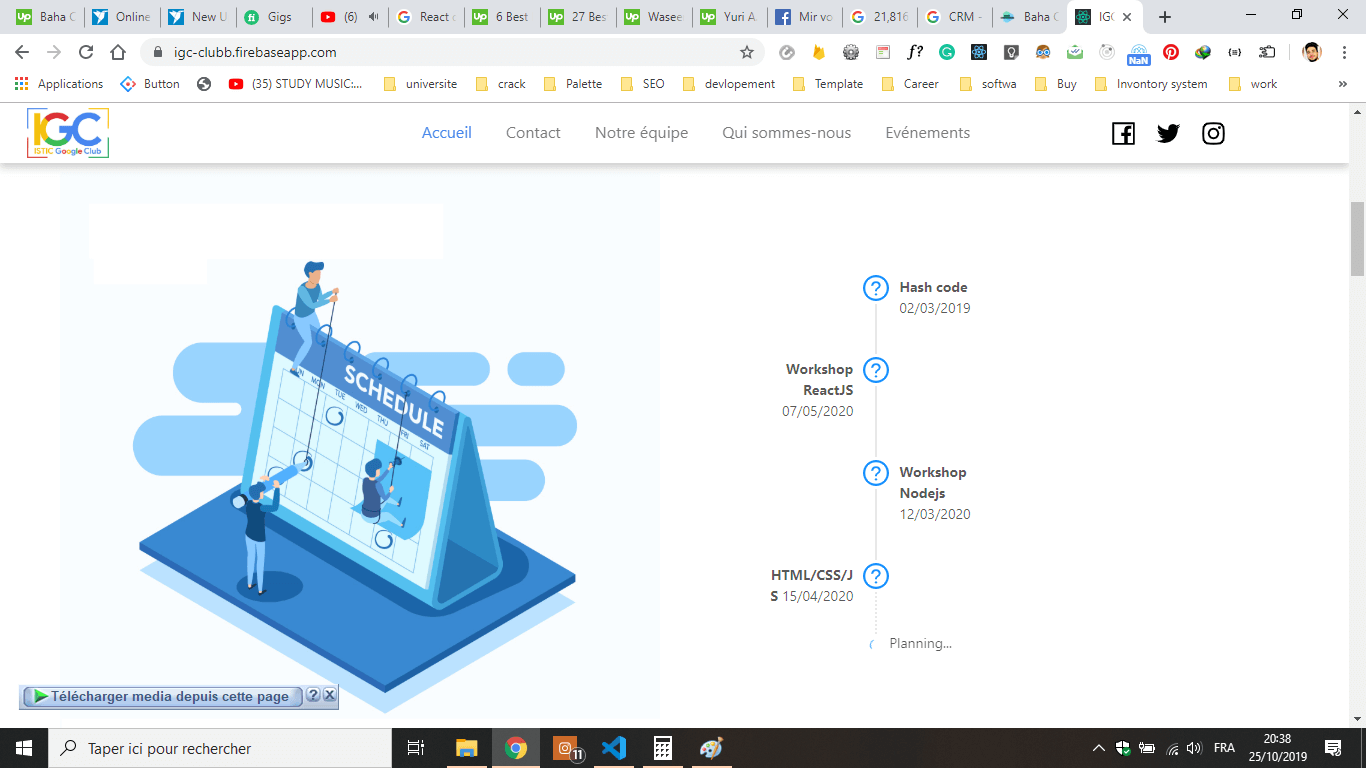 Baha C
Online
New U
Gigs
(6)
React c
6 Best
27 Bes
Wasee
Yuri A
Mir vo
21,816
CRM -
Baha C
IGC
igc-clubb.firebaseapp.com
f?
NaN
Applications
Button
(35) STUDY MUSIC:...
universite
crack
Palette
SEO
devlopement
Template
Career
softwa
Buy
Inventory system
work
»
IGC
ISTIC Google Club
Accueil
Contact
Notre équipe
Qui sommes-nous
Evénements
SCHEDULE
SUN MON TUE WED THU FRI SAT
Hash code
02/03/2019
Workshop
ReactJS
07/05/2020
Workshop
Nodejs
12/03/2020
HTML/CSS/J
S 15/04/2020
Planning...
Télécharger media depuis cette page
? X
Taper ici pour rechercher
11
FRA
20:38
25/10/2019